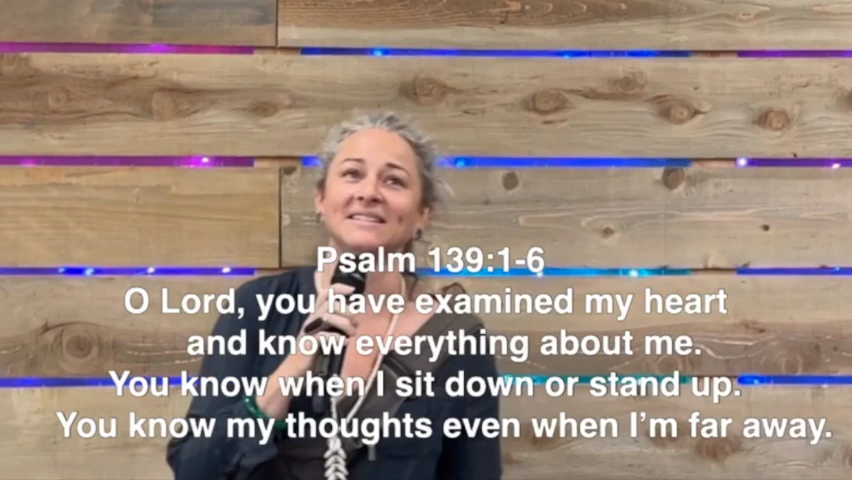 Psalm 139:1-6
O Lord, you have examined my heart
and know everything about me.
You know when I sit down or stand up.
You know my thoughts even when I’m far away.